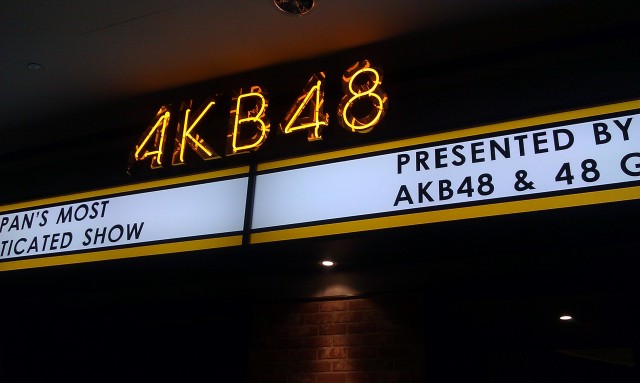 AKB48
PAN'S MOST
TICATED SHOW
PRESENTED BY
AKB48 & 48 G